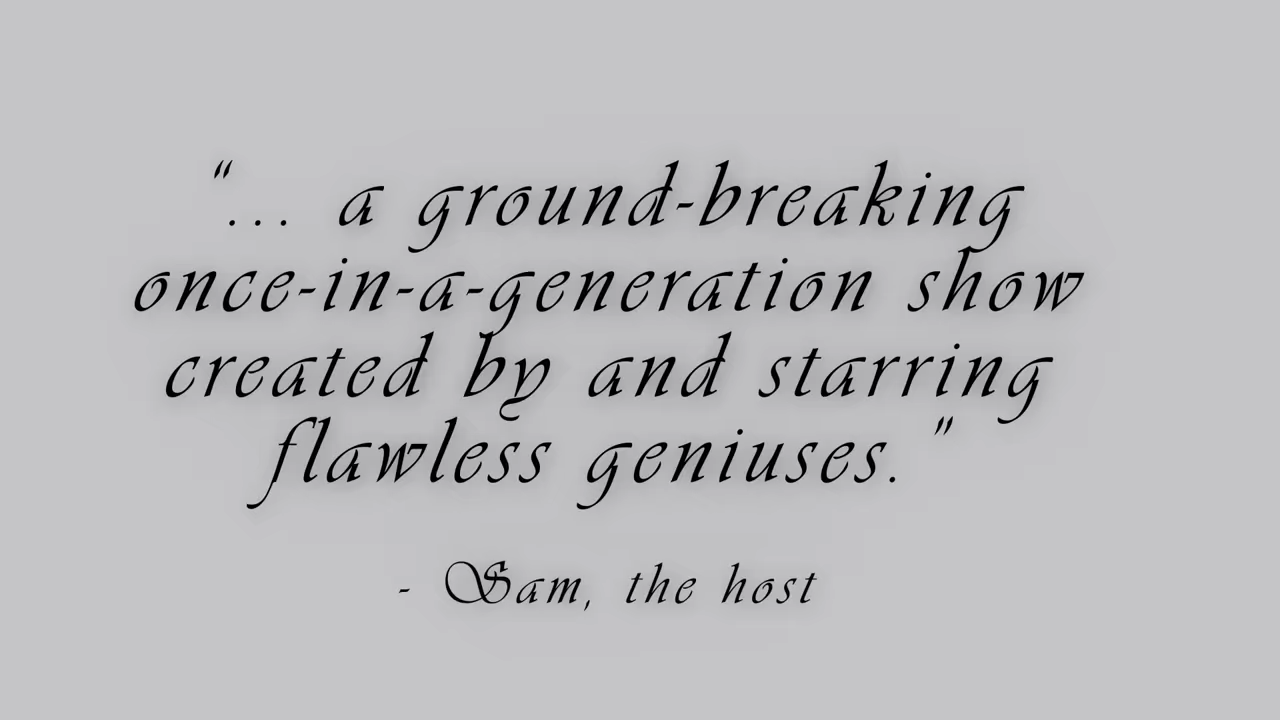 "... a ground-breaking
once-in-a-generation show
created by and starring
flawless geniuses."
- Sam, the host